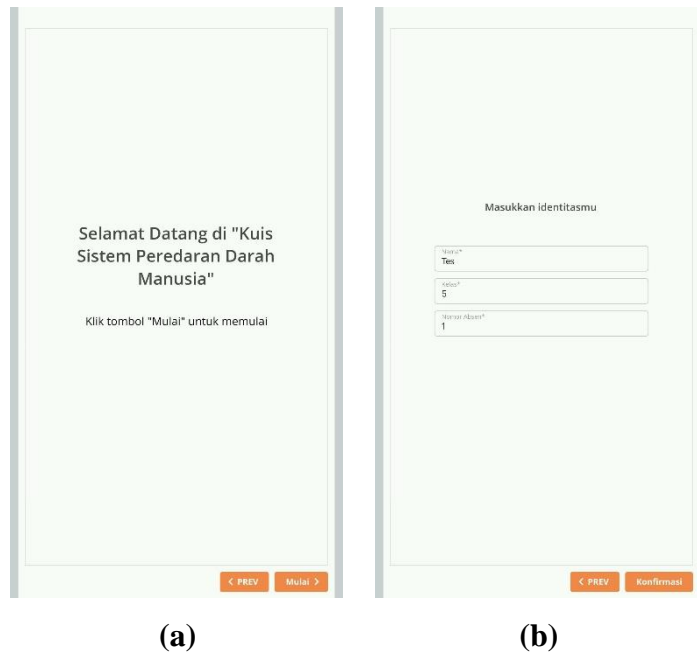 Selamat Datang di "Kuis
Sistem Peredaran Darah
Manusia"
Klik tombol "Mulai" untuk memulai
< PREV
Mulai >
(a)
Masukkan identitasmu
Nama*
Tes
Kelas*
5
Nomor Absen*
1
< PREV
Konfirmasi
(b)